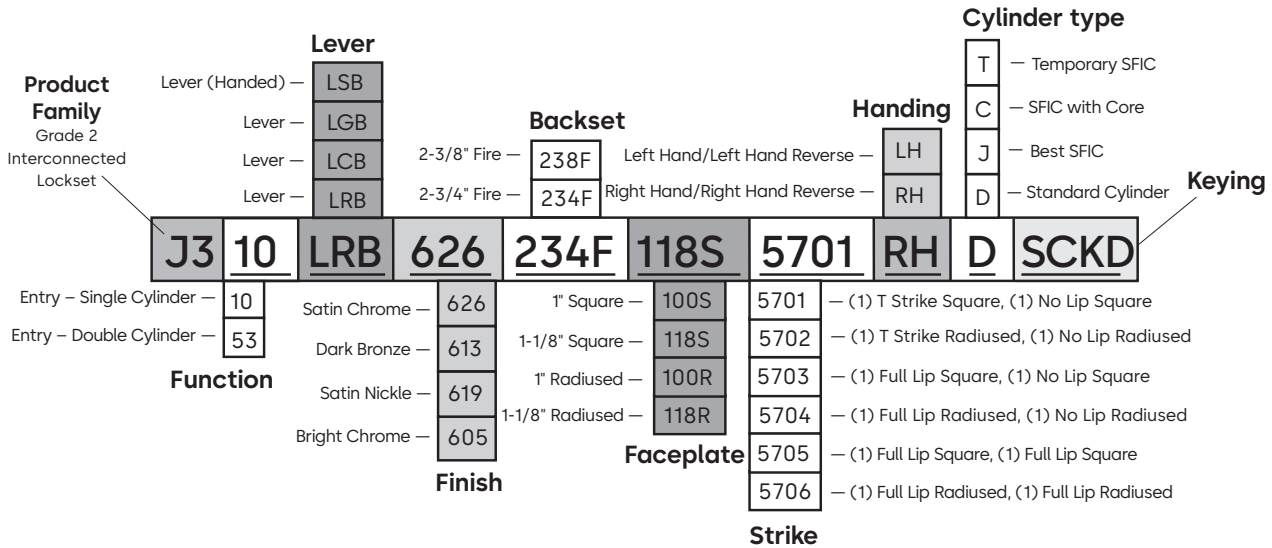 Cylinder type
T — Temporary SFIC
C — SFIC with Core
J — Best SFIC
D — Standard Cylinder
Lever
Lever (Handed) — LSB
Lever — LGB
Lever — LCB
Lever — LRB
Product
Family
Grade 2
Interconnected
Lockset
Backset
2-3/8" Fire — 238F
2-3/4" Fire — 234F
Handing
Left Hand/Left Hand Reverse — LH
Right Hand/Right Hand Reverse — RH
Keying
J3 10 LRB 626 234F 118S 5701 RH D SCKD
Entry – Single Cylinder — 10
Entry – Double Cylinder — 53
Function
Satin Chrome — 626
Dark Bronze — 613
Satin Nickle — 619
Bright Chrome — 605
Finish
1" Square — 100S
1-1/8" Square — 118S
1" Radiused — 100R
1-1/8" Radiused — 118R
Faceplate
5701 — (1) T Strike Square, (1) No Lip Square
5702 — (1) T Strike Radiused, (1) No Lip Radiused
5703 — (1) Full Lip Square, (1) No Lip Square
5704 — (1) Full Lip Radiused, (1) No Lip Radiused
5705 — (1) Full Lip Square, (1) Full Lip Square
5706 — (1) Full Lip Radiused, (1) Full Lip Radiused
Strike